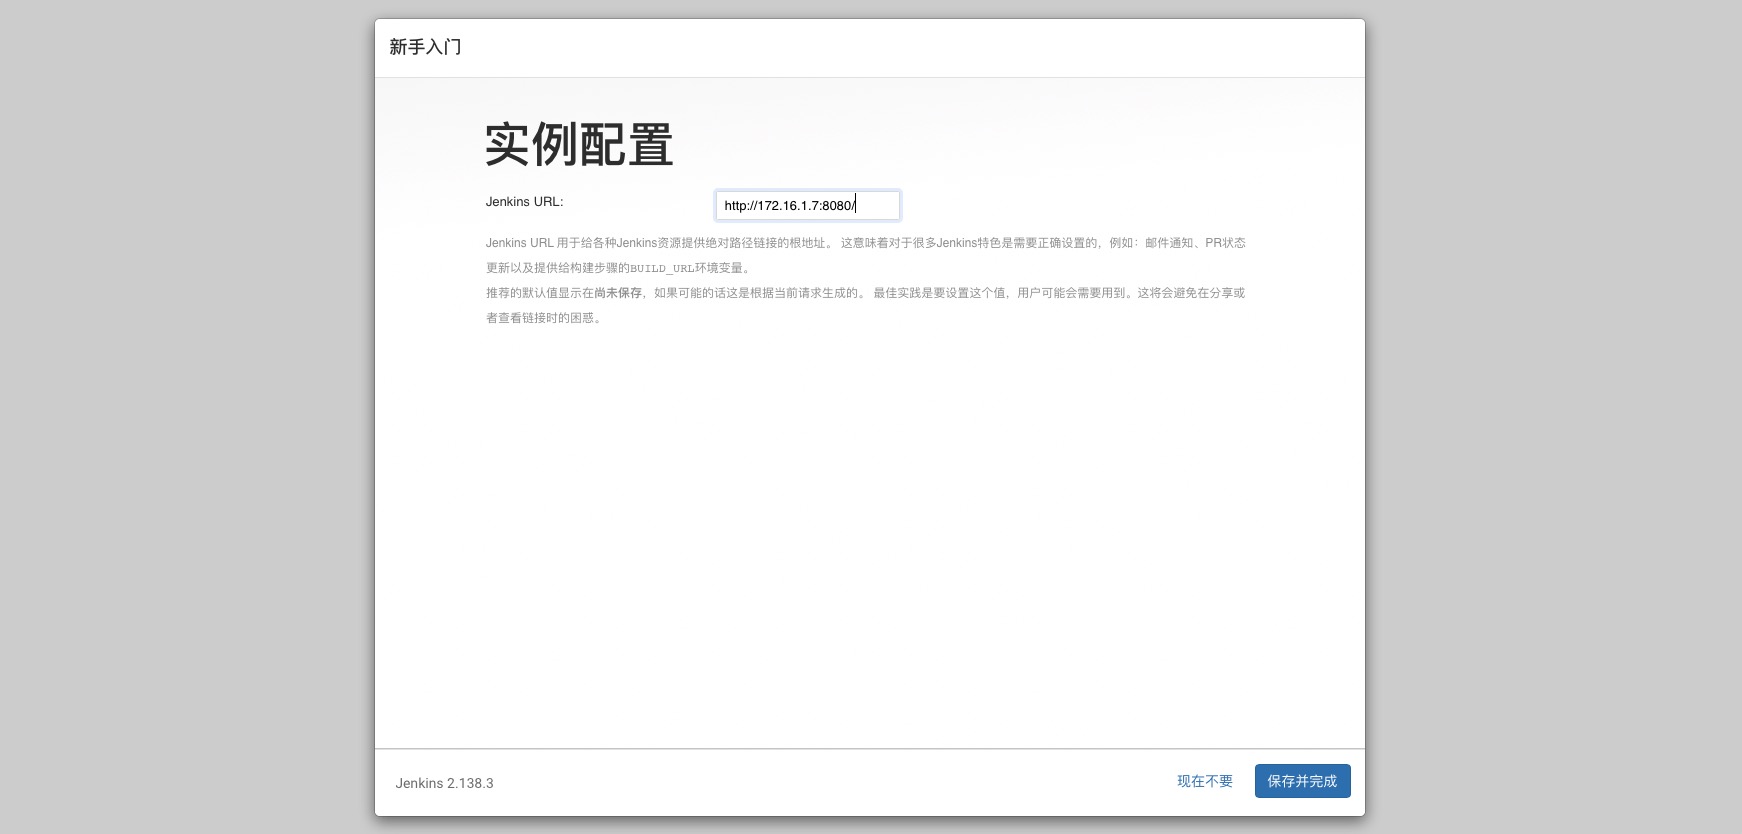 新手入门
实例配置
Jenkins URL:
http://172.16.1.7:8080/
Jenkins URL 用于给各种Jenkins资源提供绝对路径链接的根地址。 这意味着对于很多Jenkins特色是需要正确设置的，例如：邮件通知、PR状态
更新以及提供给构建步骤的BUILD_URL环境变量。
推荐的默认值显示在尚未保存，如果可能的话这是根据当前请求生成的。 最佳实践是要设置这个值，用户可能会需要用到。这将会避免在分享或
者查看链接时的困惑。
Jenkins 2.138.3
现在不要
保存并完成